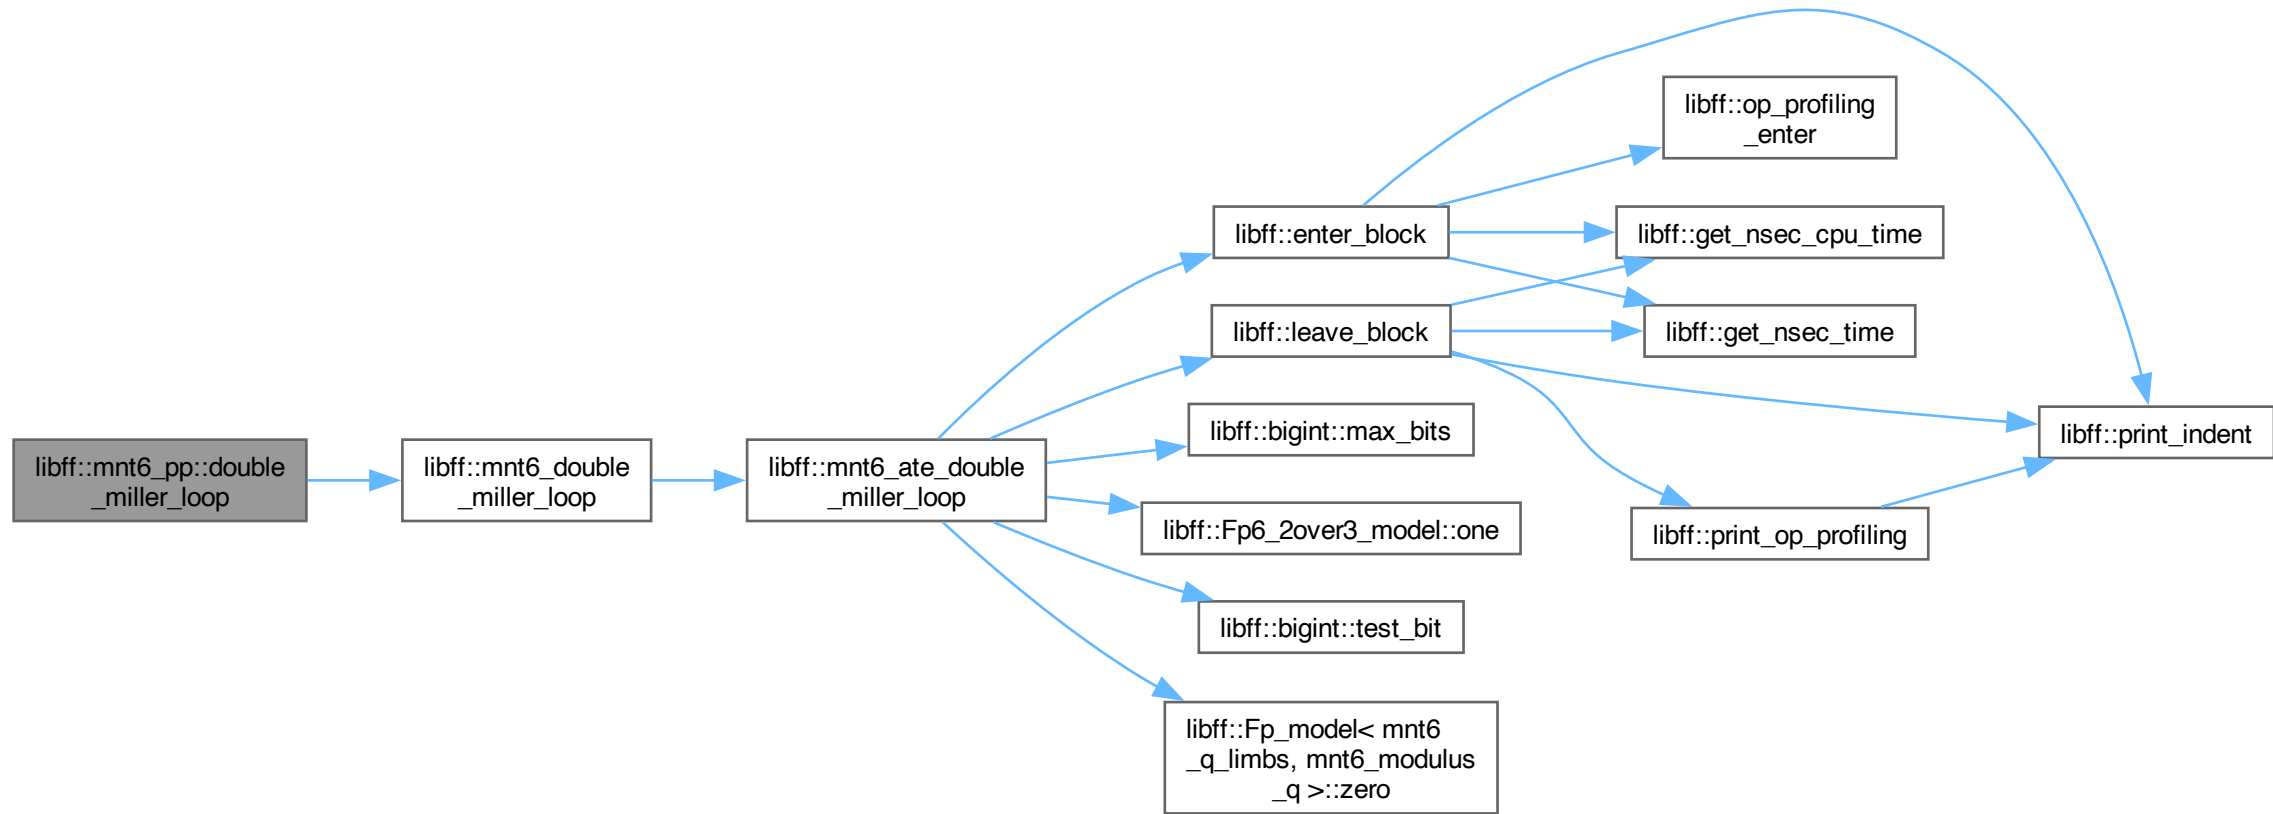 libff::mnt6_pp::double
_miller_loop
libff::mnt6_double
_miller_loop
libff::mnt6_ate_double
_miller_loop
libff::enter_block
libff::leave_block
libff::bigint::max_bits
libff::Fp6_2over3_model::one
libff::bigint::test_bit
libff::Fp_model< mnt6
_q_limbs, mnt6_modulus
_q >::zero
libff::op_profiling
_enter
libff::get_nsec_cpu_time
libff::get_nsec_time
libff::print_op_profiling
libff::print_indent